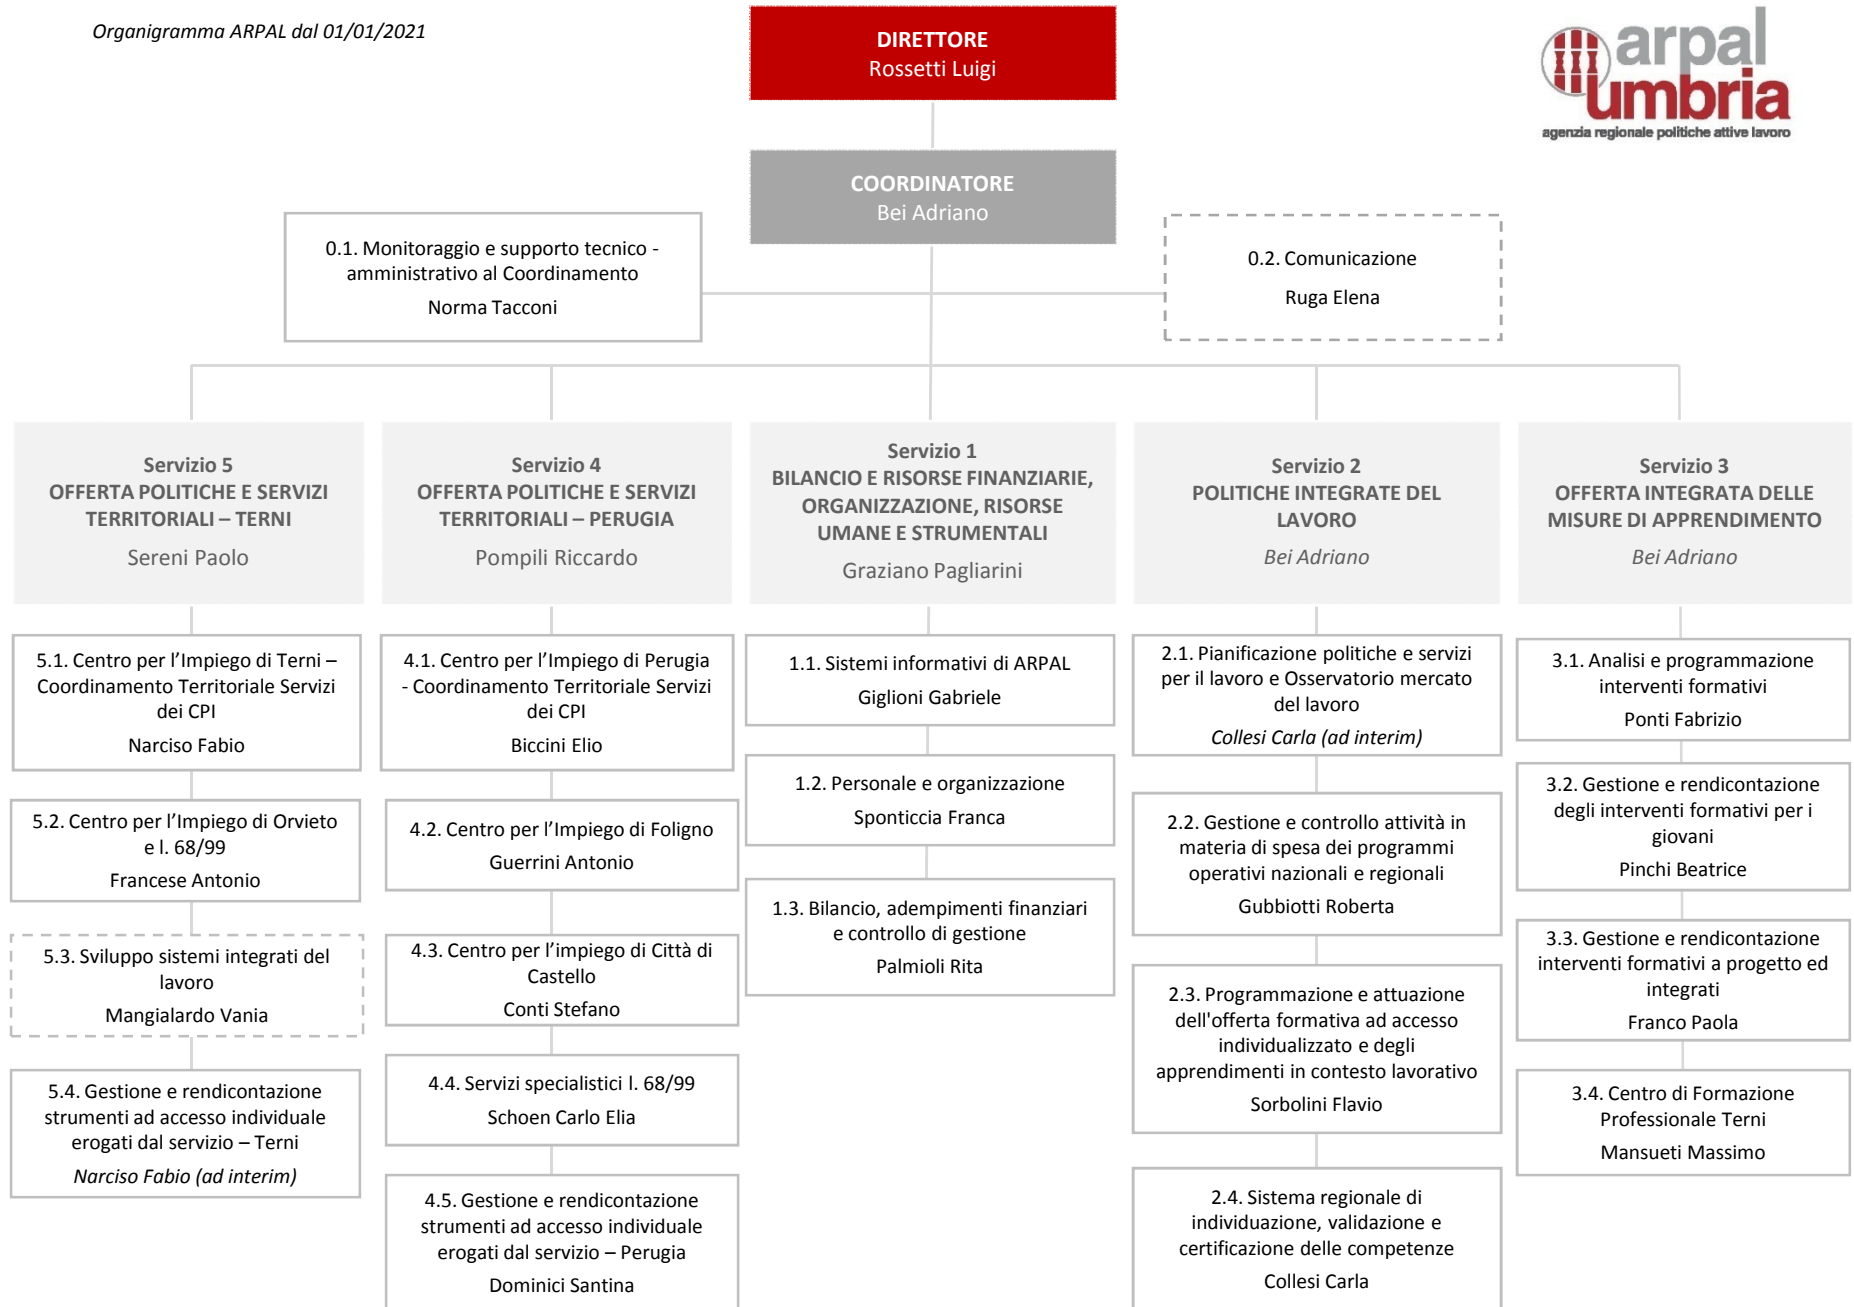 Organigramma ARPAL dal 01/01/2021
DIRETTORE
Rossetti Luigi
arpal
umbria
agenzia regionale politiche attive lavoro
COORDINATORE
Bei Adriano
0.1. Monitoraggio e supporto tecnico -
amministrativo al Coordinamento
Norma Tacconi
0.2. Comunicazione
Ruga Elena
Servizio 5
OFFERTA POLITICHE E SERVIZI
TERRITORIALI – TERNI
Sereni Paolo
Servizio 4
OFFERTA POLITICHE E SERVIZI
TERRITORIALI – PERUGIA
Pompili Riccardo
Servizio 1
BILANCIO E RISORSE FINANZIARIE,
ORGANIZZAZIONE, RISORSE
UMANE E STRUMENTALI
Graziano Pagliarini
Servizio 2
POLITICHE INTEGRATE DEL
LAVORO
Bei Adriano
Servizio 3
OFFERTA INTEGRATA DELLE
MISURE DI APPRENDIMENTO
Bei Adriano
5.1. Centro per l’Impiego di Terni –
Coordinamento Territoriale Servizi
dei CPI
Narciso Fabio
5.2. Centro per l’Impiego di Orvieto
e l. 68/99
Francese Antonio
5.3. Sviluppo sistemi integrati del
lavoro
Mangialardo Vania
5.4. Gestione e rendicontazione
strumenti ad accesso individuale
erogati dal servizio – Terni
Narciso Fabio (ad interim)
4.1. Centro per l’Impiego di Perugia
- Coordinamento Territoriale Servizi
dei CPI
Biccini Elio
4.2. Centro per l’Impiego di Foligno
Guerrini Antonio
4.3. Centro per l’impiego di Città di
Castello
Conti Stefano
4.4. Servizi specialistici l. 68/99
Schoen Carlo Elia
4.5. Gestione e rendicontazione
strumenti ad accesso individuale
erogati dal servizio – Perugia
Dominici Santina
1.1. Sistemi informativi di ARPAL
Giglioni Gabriele
1.2. Personale e organizzazione
Sponticcia Franca
1.3. Bilancio, adempimenti finanziari
e controllo di gestione
Palmioli Rita
2.1. Pianificazione politiche e servizi
per il lavoro e Osservatorio mercato
del lavoro
Collesi Carla (ad interim)
2.2. Gestione e controllo attività in
materia di spesa dei programmi
operativi nazionali e regionali
Gubbiotti Roberta
2.3. Programmazione e attuazione
dell'offerta formativa ad accesso
individualizzato e degli
apprendimenti in contesto lavorativo
Sorbolini Flavio
2.4. Sistema regionale di
individuazione, validazione e
certificazione delle competenze
Collesi Carla
3.1. Analisi e programmazione
interventi formativi
Ponti Fabrizio
3.2. Gestione e rendicontazione
degli interventi formativi per i
giovani
Pinchi Beatrice
3.3. Gestione e rendicontazione
interventi formativi a progetto ed
integrati
Franco Paola
3.4. Centro di Formazione
Professionale Terni
Mansueti Massimo